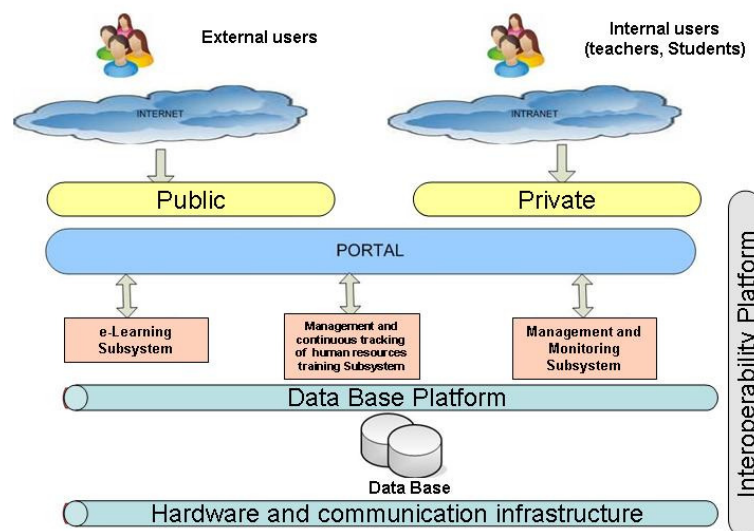 External users
Internal users
(teachers, Students)
INTERNET
INTRANET
Public
Private
PORTAL
e-Learning
Subsystem
Management and
continuous tracking
of human resources
training Subsystem
Management and
Monitoring
Subsystem
Data Base Platform
Data Base
Hardware and communication infrastructure
Interoperability Platform